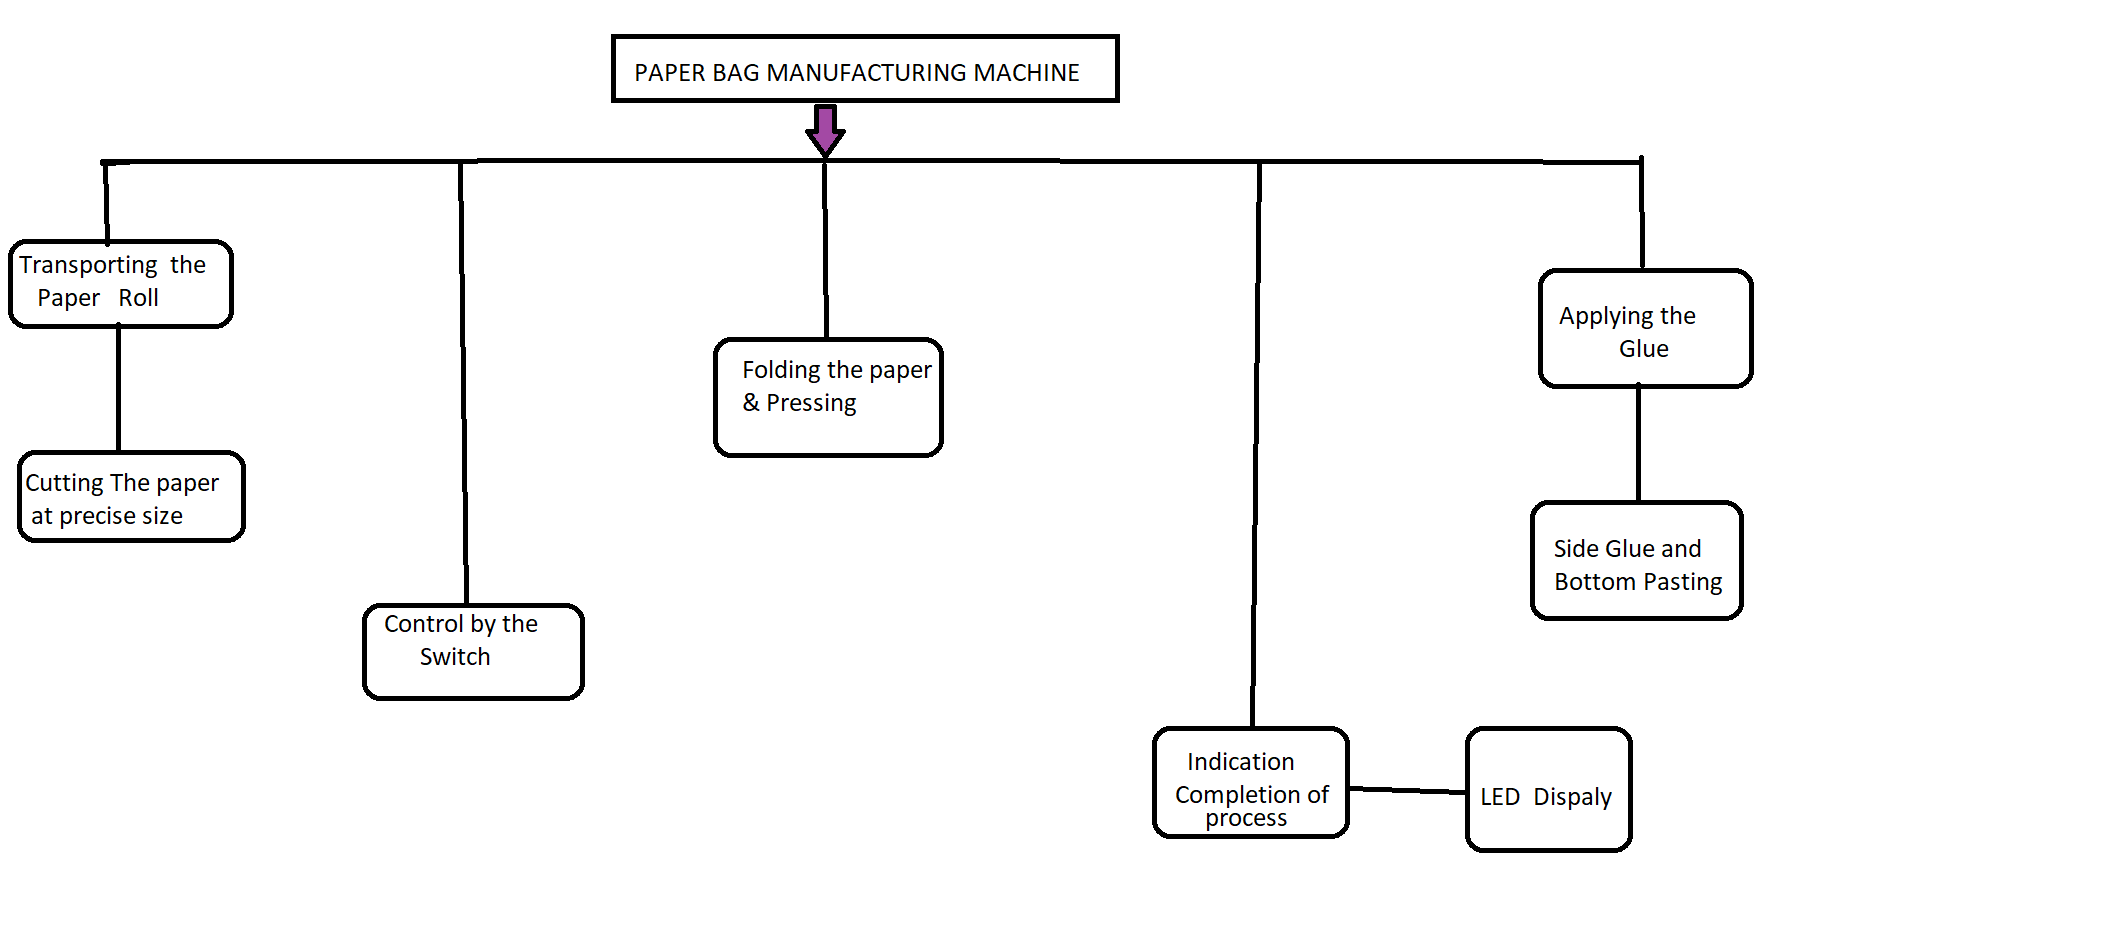 PAPER BAG MANUFACTURING MACHINE
Transporting the
Paper Roll
Cutting The paper
at precise size
Control by the
Switch
Folding the paper
& Pressing
Indication
Completion of
process
LED Dispaly
Applying the
Glue
Side Glue and
Bottom Pasting